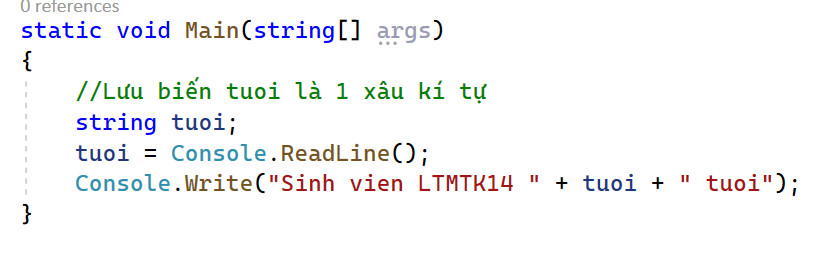 0 references
static void Main(string[] args)
{
//Lưu biến tuoi là 1 xâu kí tự
string tuoi;
tuoi = Console.ReadLine();
Console.Write("Sinh vien LTMTK14 " + tuoi + " tuoi");
}